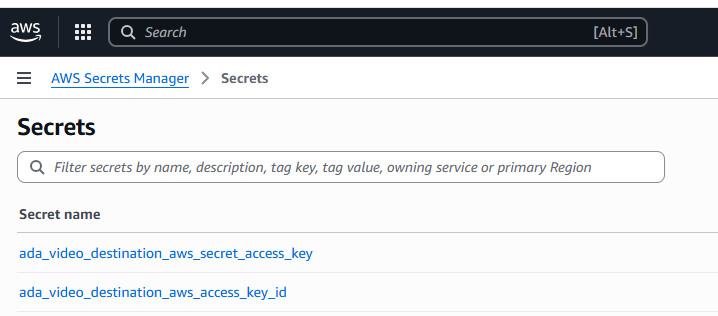 aws
Search [Alt+S]
AWS Secrets Manager Secrets
Secrets
Filter secrets by name, description, tag key, tag value, owning service or primary Region
Secret name
ada_video_destination_aws_secret_access_key
ada_video_destination_aws_access_key_id